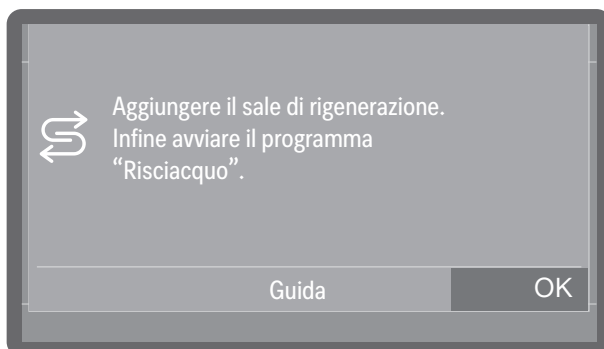 Aggiungere il sale di rigenerazione.
Infine avviare il programma
“Risciacquo”.
Guida
OK